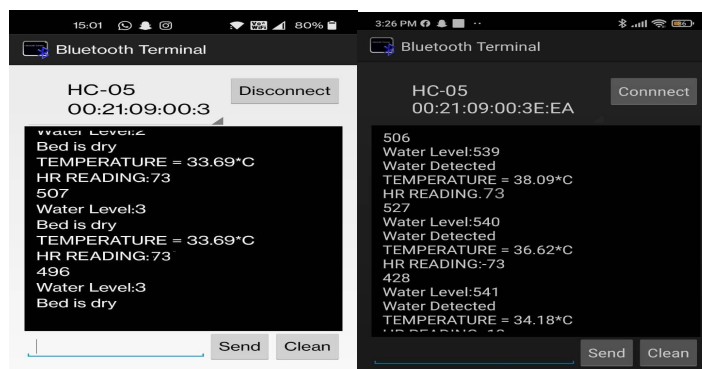 15:01
80%
Bluetooth Terminal
HC-05
00:21:09:00:3
Disconnect
Water Level:2
Bed is dry
TEMPERATURE = 33.69*C
HR READING:73
507
Water Level:3
Bed is dry
TEMPERATURE = 33.69*C
HR READING:73
496
Water Level:3
Bed is dry
Send Clean
3:26 PM
Bluetooth Terminal
HC-05
00:21:09:00:3E:EA
Connnect
506
Water Level:539
Water Detected
TEMPERATURE = 38.09*C
HR READING.73
527
Water Level:540
Water Detected
TEMPERATURE = 36.62*C
HR READING:-73
428
Water Level:541
Water Detected
TEMPERATURE = 34.18*C
Send Clean